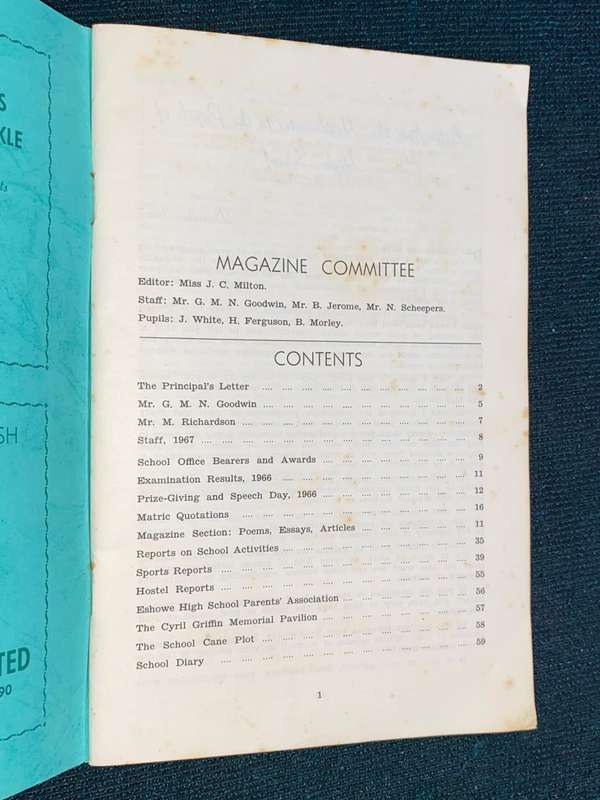 S
KLE
SH
TED
90
MAGAZINE COMMITTEE
Editor: Miss J. C. Milton.
Staff: Mr. G. M. N. Goodwin, Mr. B. Jerome, Mr. N. Scheepers.
Pupils: J. White, H. Ferguson, B. Morley.
CONTENTS
The Principal's Letter .... .... .... .... .... .... .... .... .... .... .... 2
Mr. G. M. N. Goodwin .... .... .... .... .... .... .... .... .... .... .... 5
Mr. M. Richardson .... .... .... .... .... .... .... .... .... .... .... .... 7
Staff, 1967 .... .... .... .... .... .... .... .... .... .... .... .... .... .... 8
School Office Bearers and Awards .... .... .... .... .... .... .... .... 9
Examination Results, 1966 .... .... .... .... .... .... .... .... .... .... 11
Prize-Giving and Speech Day, 1966 .... .... .... .... .... .... .... .... 12
Matric Quotations .... .... .... .... .... .... .... .... .... .... .... .... 16
Magazine Section: Poems, Essays, Articles .... .... .... .... .... .... 11
Reports on School Activities .... .... .... .... .... .... .... .... .... .... 35
Sports Reports .... .... .... .... .... .... .... .... .... .... .... .... .... 39
Hostel Reports .... .... .... .... .... .... .... .... .... .... .... .... .... 55
Eshowe High School Parents' Association .... .... .... .... .... .... .... 56
The Cyril Griffin Memorial Pavilion .... .... .... .... .... .... .... .... 57
The School Cane Plot .... .... .... .... .... .... .... .... .... .... .... 58
School Diary .... .... .... .... .... .... .... .... .... .... .... .... .... 59
1